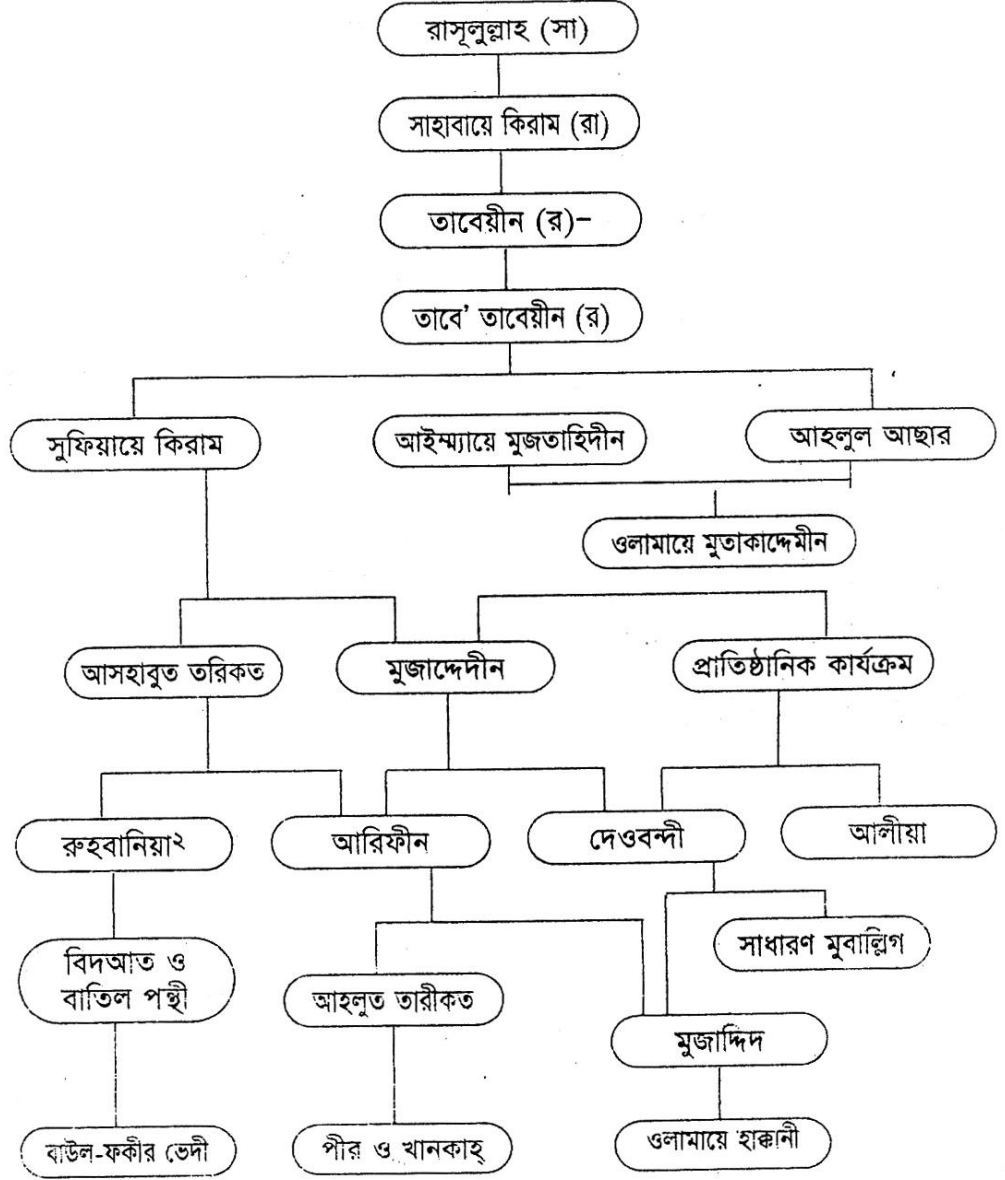 রাসূলুল্লাহ (সা)
সাহাবায়ে কিরাম (রা)
তাবেয়ীন (র)-
তাবে' তাবেয়ীন (র)
সুফিয়ায়ে কিরাম
আইম্ম্যায়ে মুজতাহিদীন
আহলুল আছার
ওলামায়ে মুতাকাদ্দেমীন
আসহাবুত তরিকত
মুজাদ্দেদীন
প্রাতিষ্ঠানিক কার্যক্রম
রুহবানিয়া২
আরিফীন
দেওবন্দী
আলীয়া
বিদআত ও
বাতিল পন্থী
আহলুত তারীকত
সাধারণ মুবাল্লিগ
মুজাদ্দিদ
বাউল-ফকীর ভেদী
পীর ও খানকাহ্
ওলামায়ে হাক্কানী